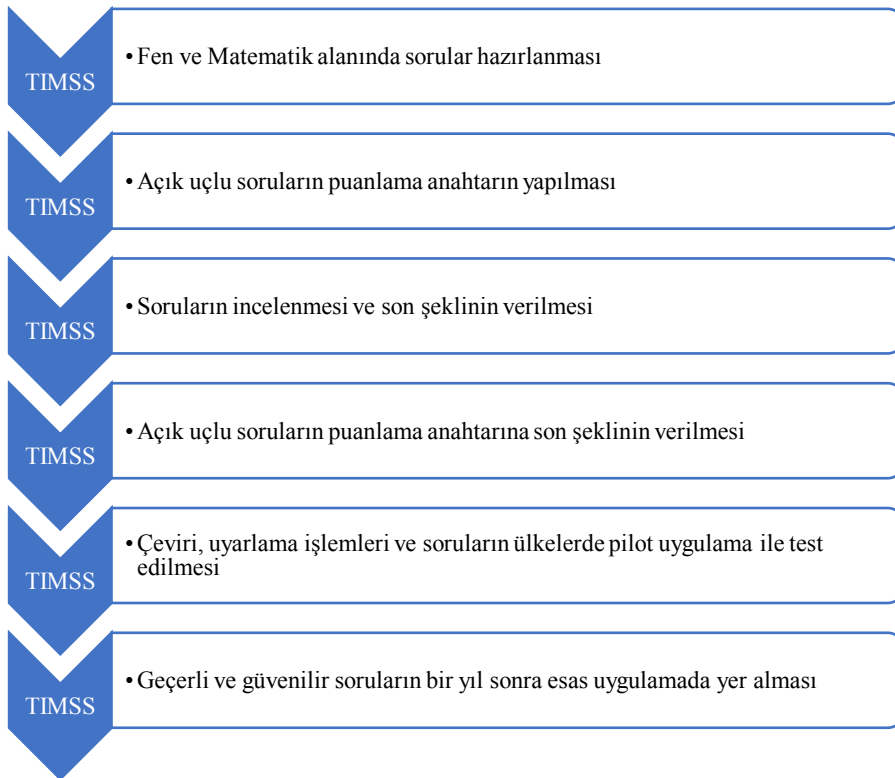 TIMSS
• Fen ve Matematik alanında sorular hazırlanması
TIMSS
• Açık uçlu soruların puanlama anahtarın yapılması
TIMSS
• Soruların incelenmesi ve son şeklinin verilmesi
TIMSS
• Açık uçlu soruların puanlama anahtarına son şeklinin verilmesi
TIMSS
• Çeviri, uyarlama işlemleri ve soruların ülkelerde pilot uygulama ile test
edilmesi
TIMSS
• Geçerli ve güvenilir soruların bir yıl sonra esas uygulamada yer alması